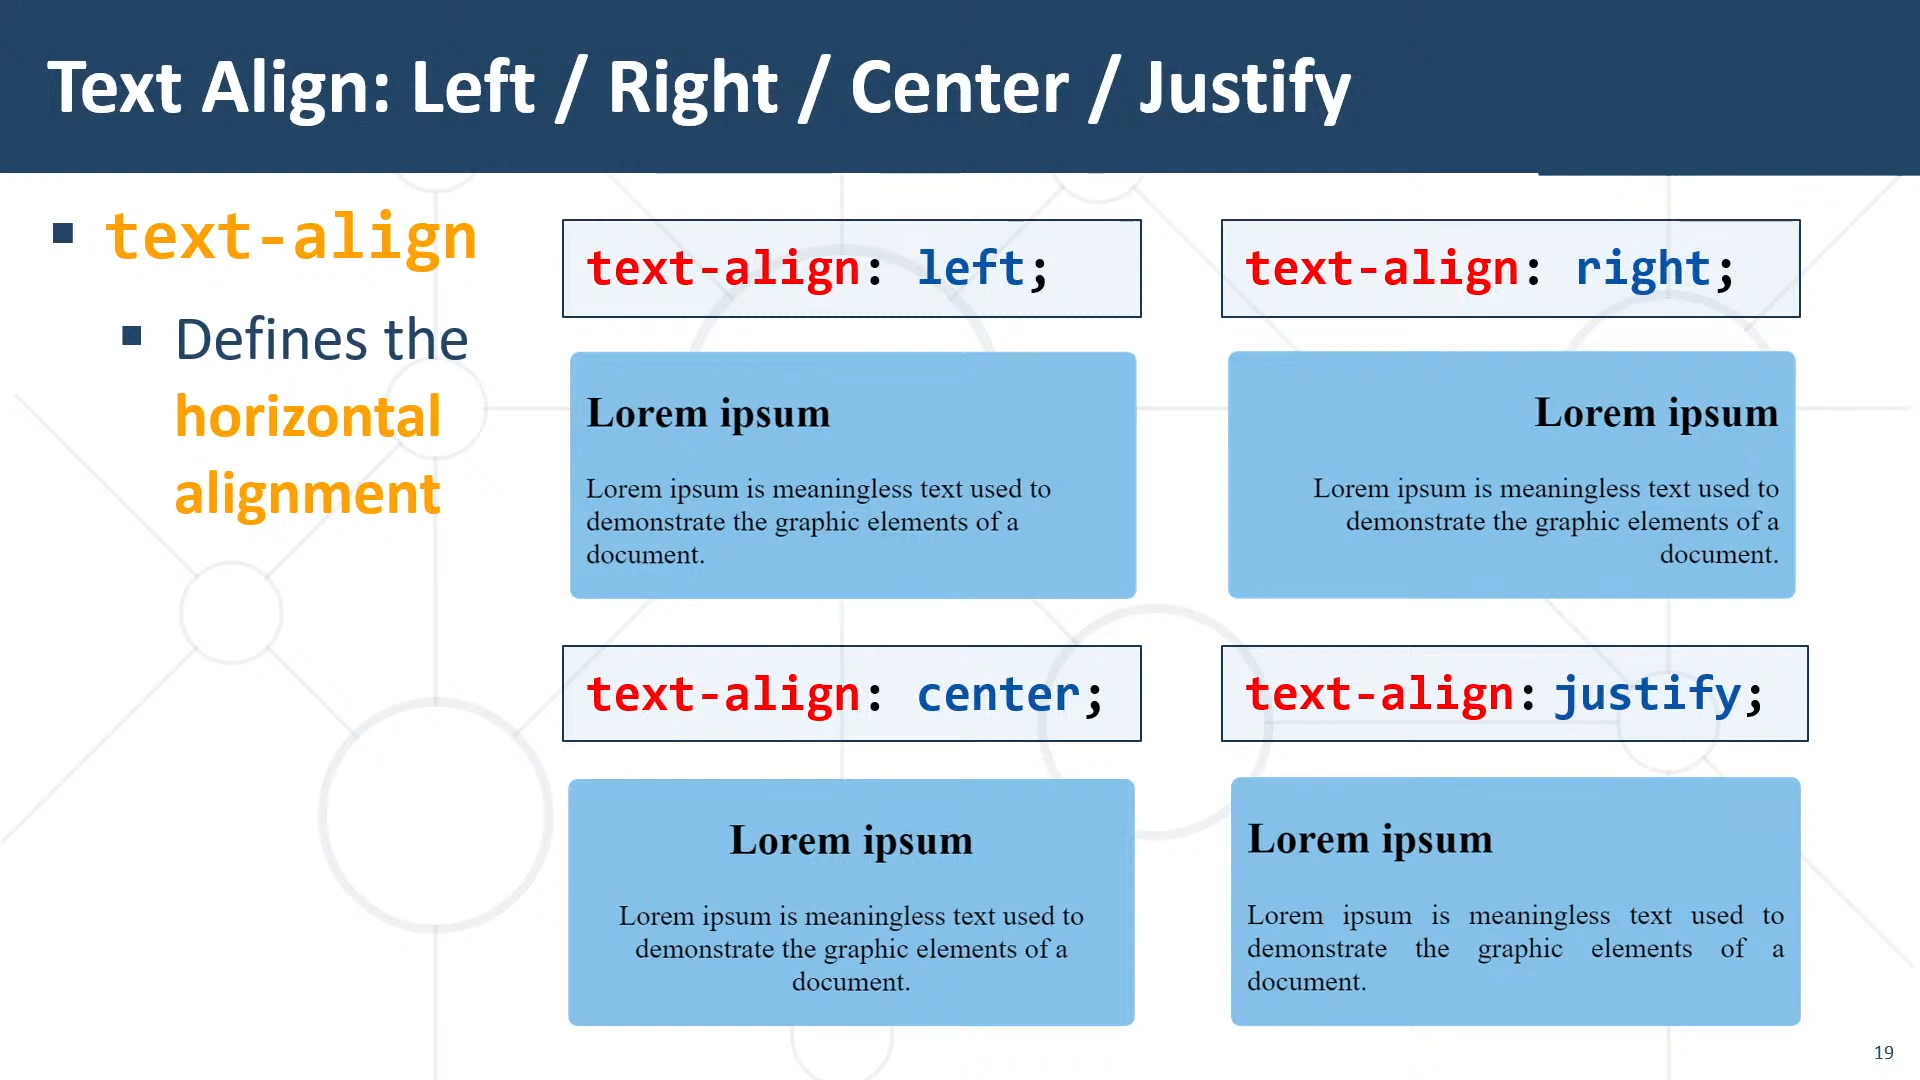 Text Align: Left / Right / Center / Justify
text-align
Defines the
horizontal
alignment
text-align: left;
Lorem ipsum
Lorem ipsum is meaningless text used to
demonstrate the graphic elements of a
document.
text-align: right;
Lorem ipsum
Lorem ipsum is meaningless text used to
demonstrate the graphic elements of a
document.
text-align: center;
Lorem ipsum
Lorem ipsum is meaningless text used to
demonstrate the graphic elements of a
document.
text-align: justify;
Lorem ipsum
Lorem ipsum is meaningless text used to
demonstrate the graphic elements of a
document.
19